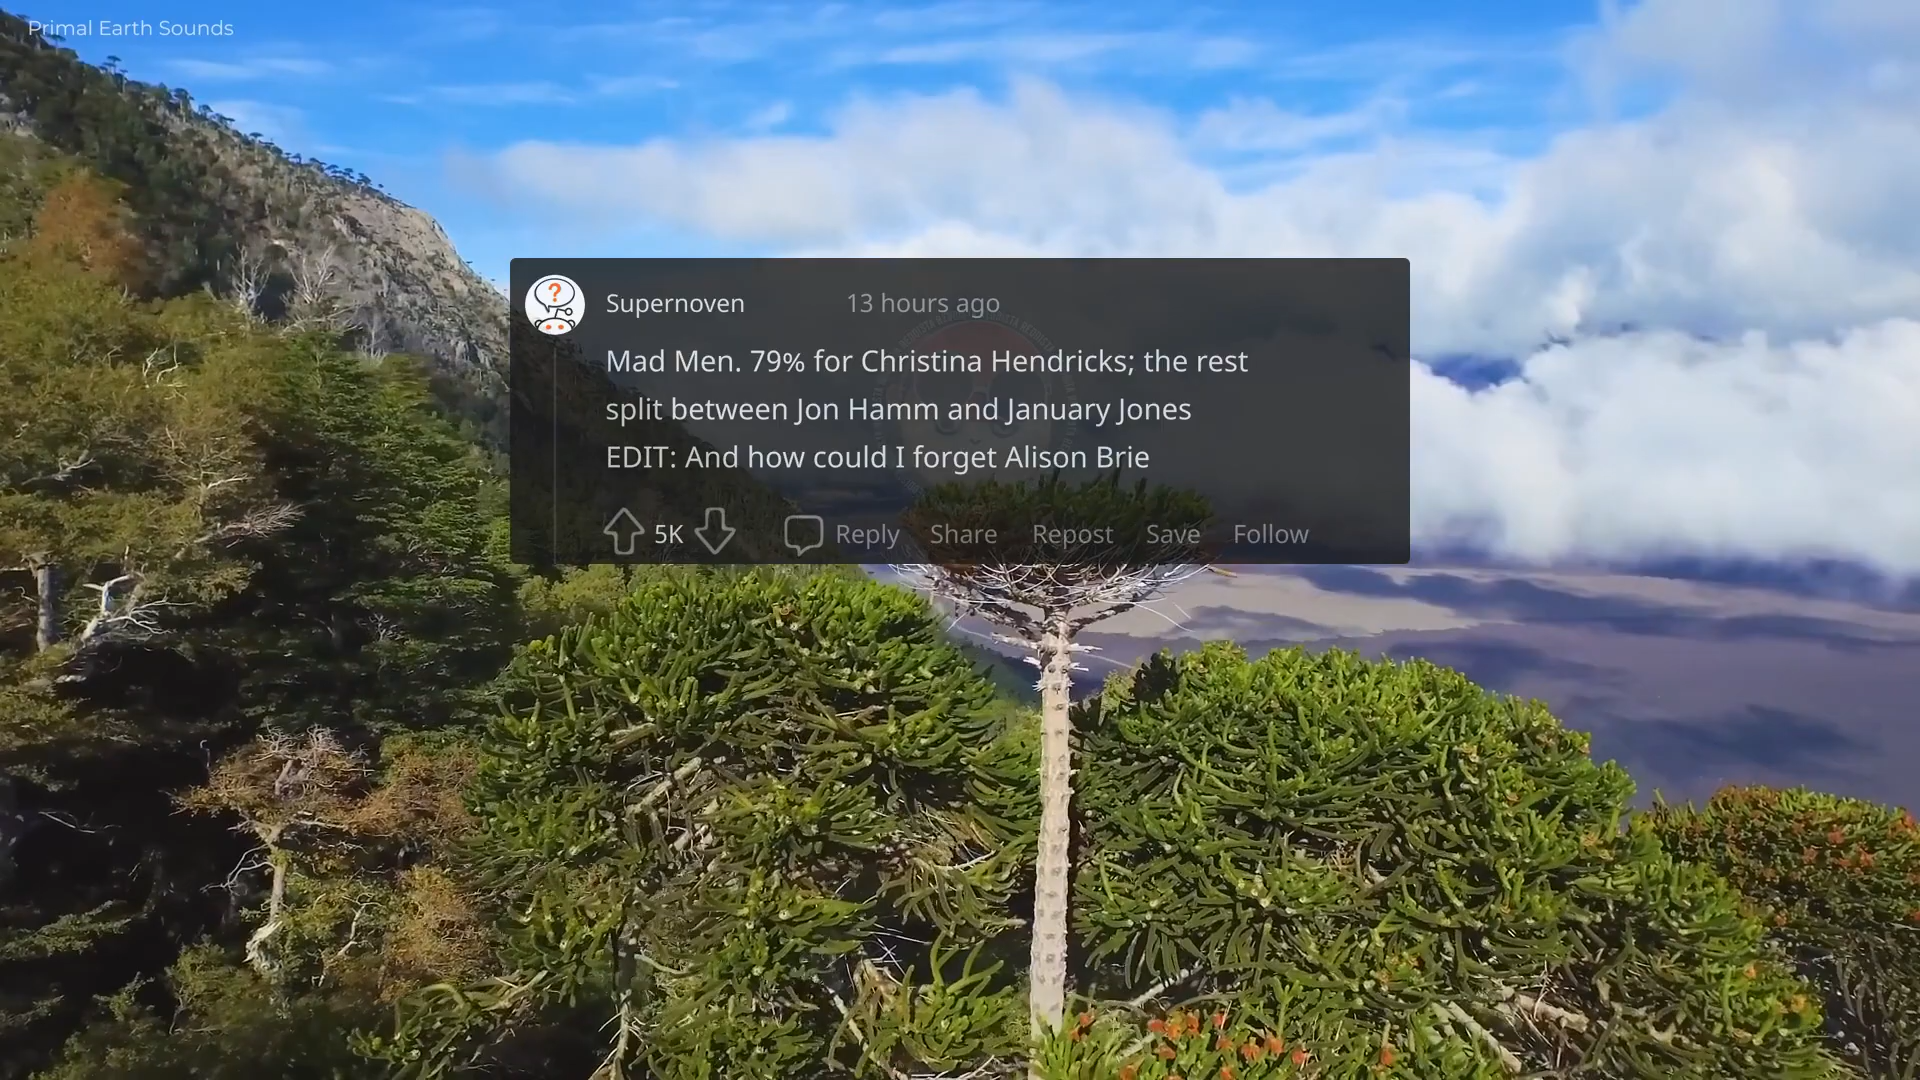 Primal Earth Sounds
Supernoven 13 hours ago
Mad Men. 79% for Christina Hendricks; the rest
split between Jon Hamm and January Jones
EDIT: And how could I forget Alison Brie
5K Reply Share Repost Save Follow